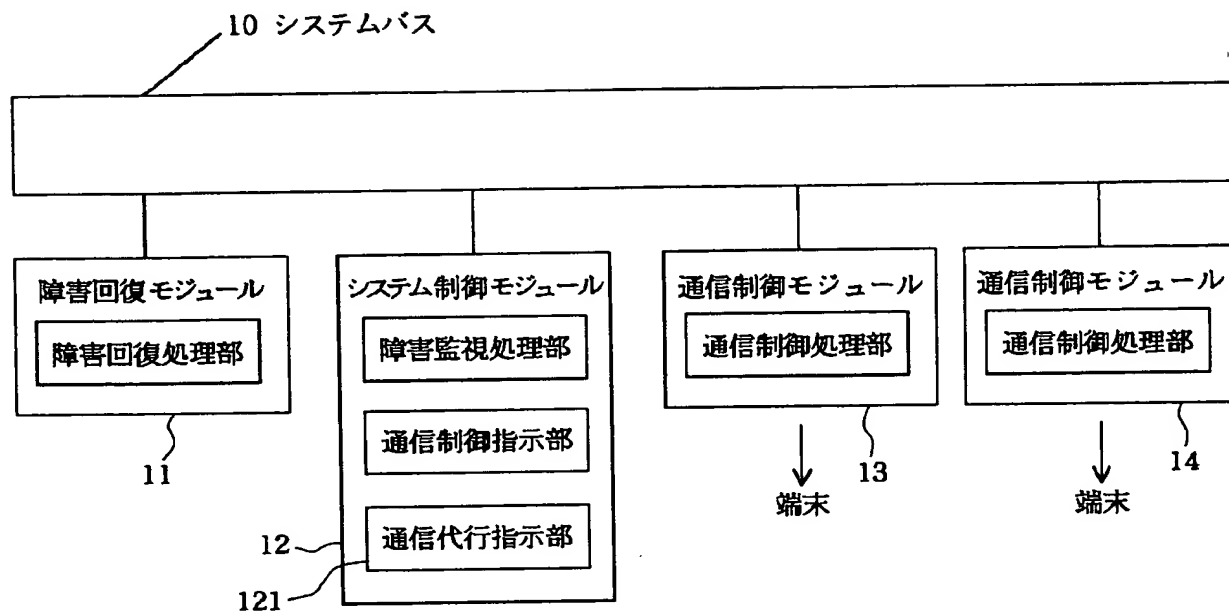 10 システムバス
障害回復モジュール
障害回復処理部
11
システム制御モジュール
障害監視処理部
通信制御指示部
通信代行指示部
12
121
通信制御モジュール
通信制御処理部
13
端末
通信制御モジュール
通信制御処理部
14
端末